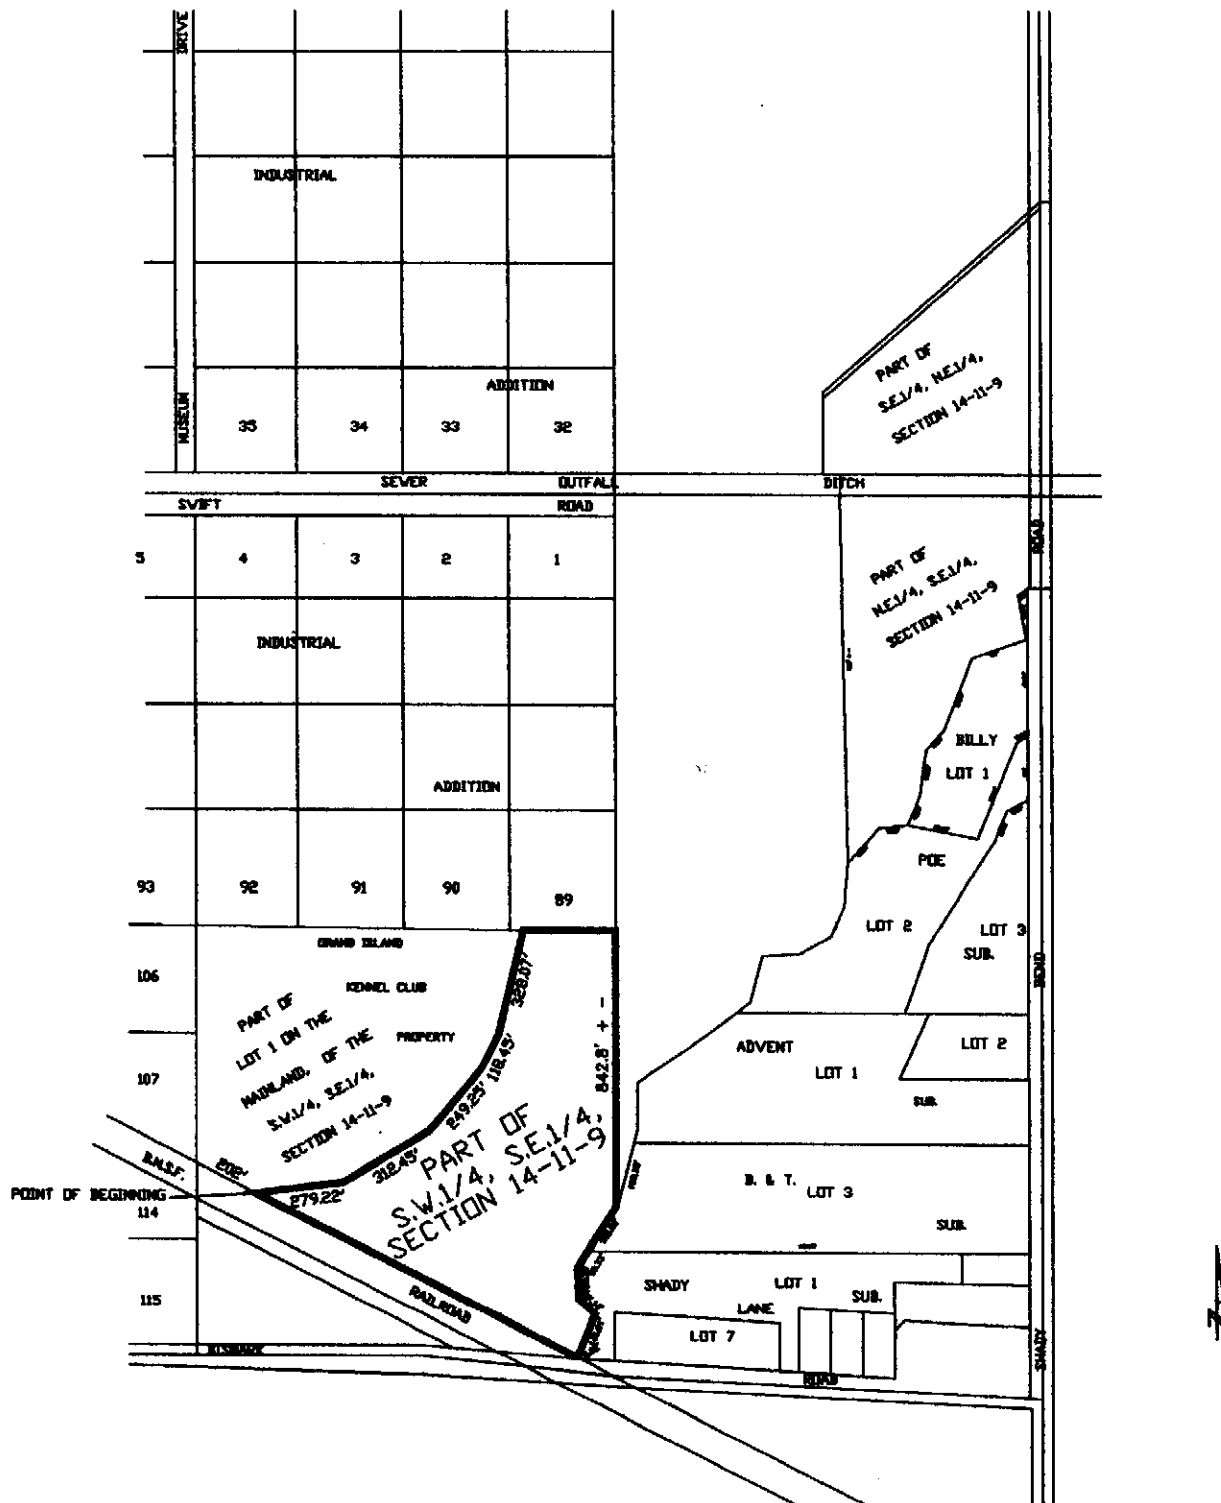 DRIVE
INDUSTRIAL
ADDITION
MUSEUM
35
34
33
32
PART OF
S.E.1/4, N.E.1/4,
SECTION 14-11-9
SEWER OUTFALL DITCH
SWIFT ROAD
ROAD
5
4
3
2
1
PART OF
N.E.1/4, S.E.1/4,
SECTION 14-11-9
INDUSTRIAL
ADDITION
BILLY
LOT 1
POE
93
92
91
90
89
LOT 2
LOT 3
SUB.
BEND
GRAND ISLAND
KENNEL CLUB
PROPERTY
106
PART OF
LOT 1 ON THE
MAINLAND, OF THE
S.W.1/4, S.E.1/4,
SECTION 14-11-9
328.07'
118.45'
249.25'
312.45'
279.22'
842.8' + -
107
ADVENT
LOT 1
LOT 2
SUB.
B.N.S.F.
202'
POINT OF BEGINNING
114
PART OF
S.W.1/4, S.E.1/4,
SECTION 14-11-9
B. & T.
LOT 3
SUB.
115
RAILROAD
SHADY
LOT 1
SUB.
LANE
LOT 7
BISMARK
ROAD
SHADY